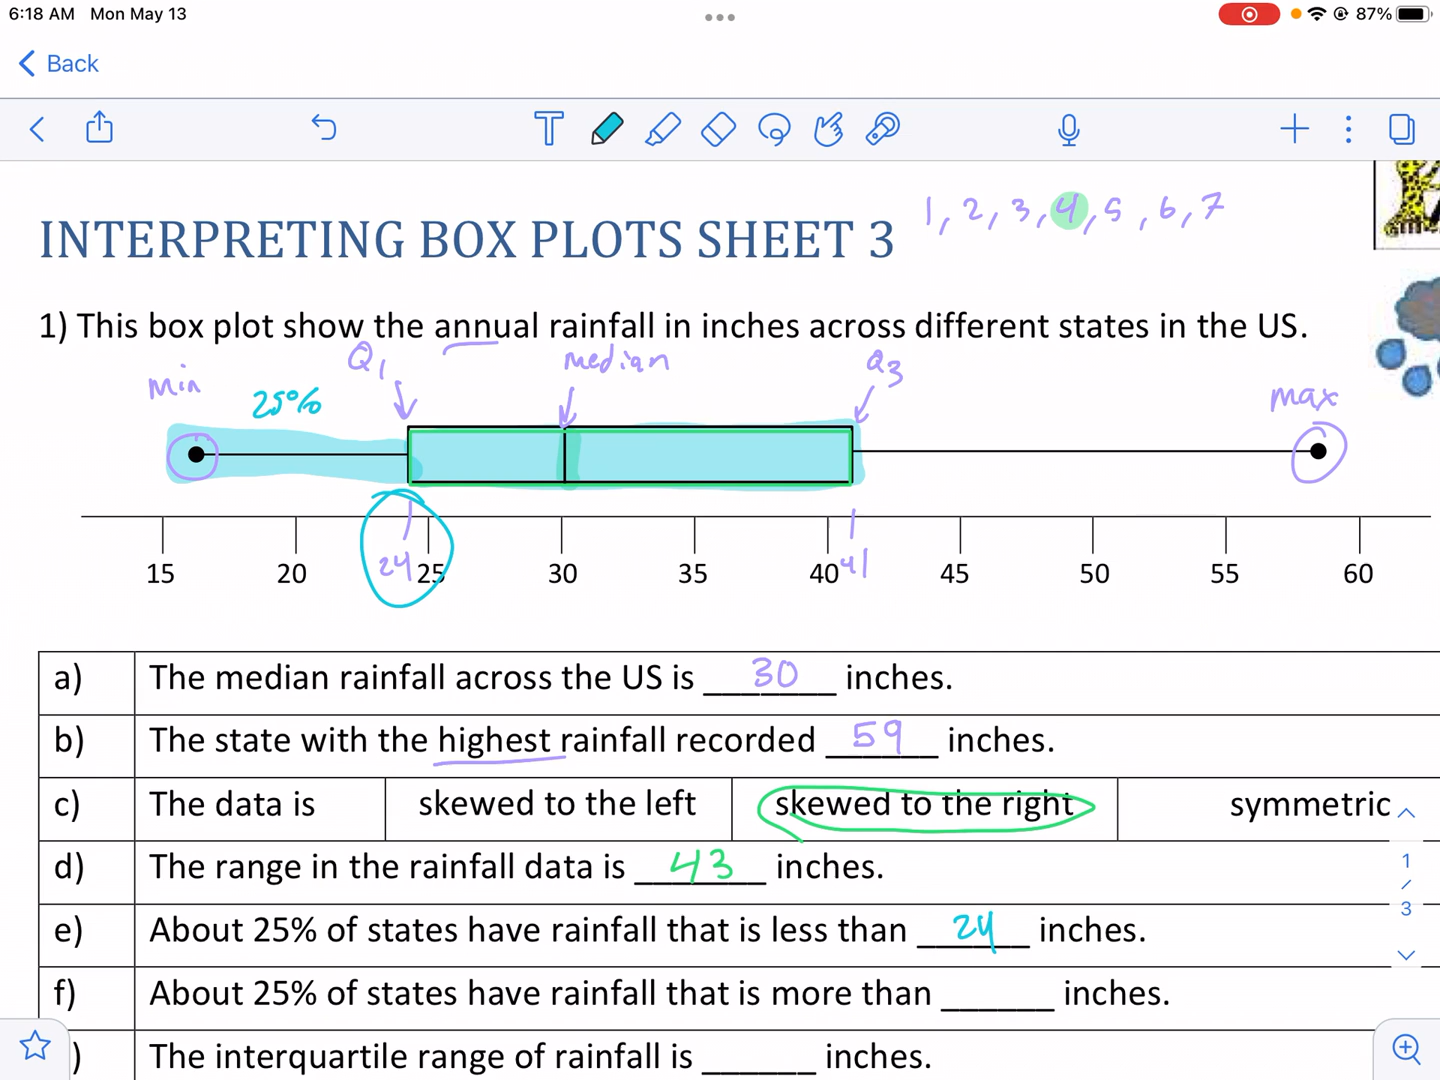 6:18 AM Mon May 13
87%
Back
INTERPRETING BOX PLOTS SHEET 3
1, 2, 3, 4, 5, 6, 7
1) This box plot show the annual rainfall in inches across different states in the US.
min
25%
Q1
median
Q3
max
24
41
15 20 25 30 35 40 45 50 55 60
a) The median rainfall across the US is 30 inches.
b) The state with the highest rainfall recorded 59 inches.
c) The data is skewed to the left skewed to the right symmetric
d) The range in the rainfall data is 43 inches.
e) About 25% of states have rainfall that is less than 24 inches.
f) About 25% of states have rainfall that is more than ______ inches.
) The interquartile range of rainfall is ______ inches.
1
/
3